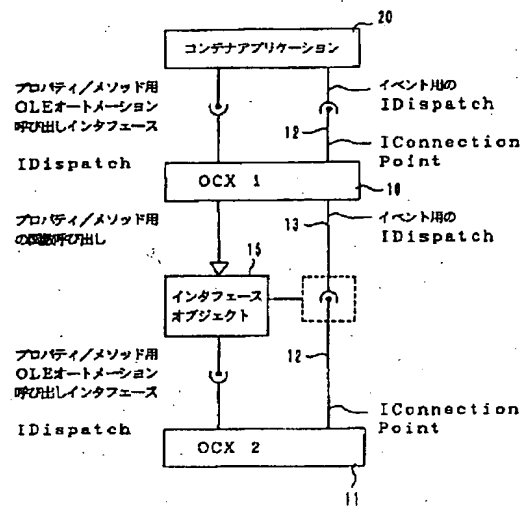 20
コンテナアプリケーション
プロパティ/メソッド用
OLEオートメーション
呼び出しインタフェース
IDispatch
イベント用の
IDispatch
12
IConnection
Point
OCX 1
10
プロパティ/メソッド用
の関数呼び出し
13
イベント用の
IDispatch
15
インタフェース
オブジェクト
12
プロパティ/メソッド用
OLEオートメーション
呼び出しインタフェース
IDispatch
IConnection
Point
OCX 2
11